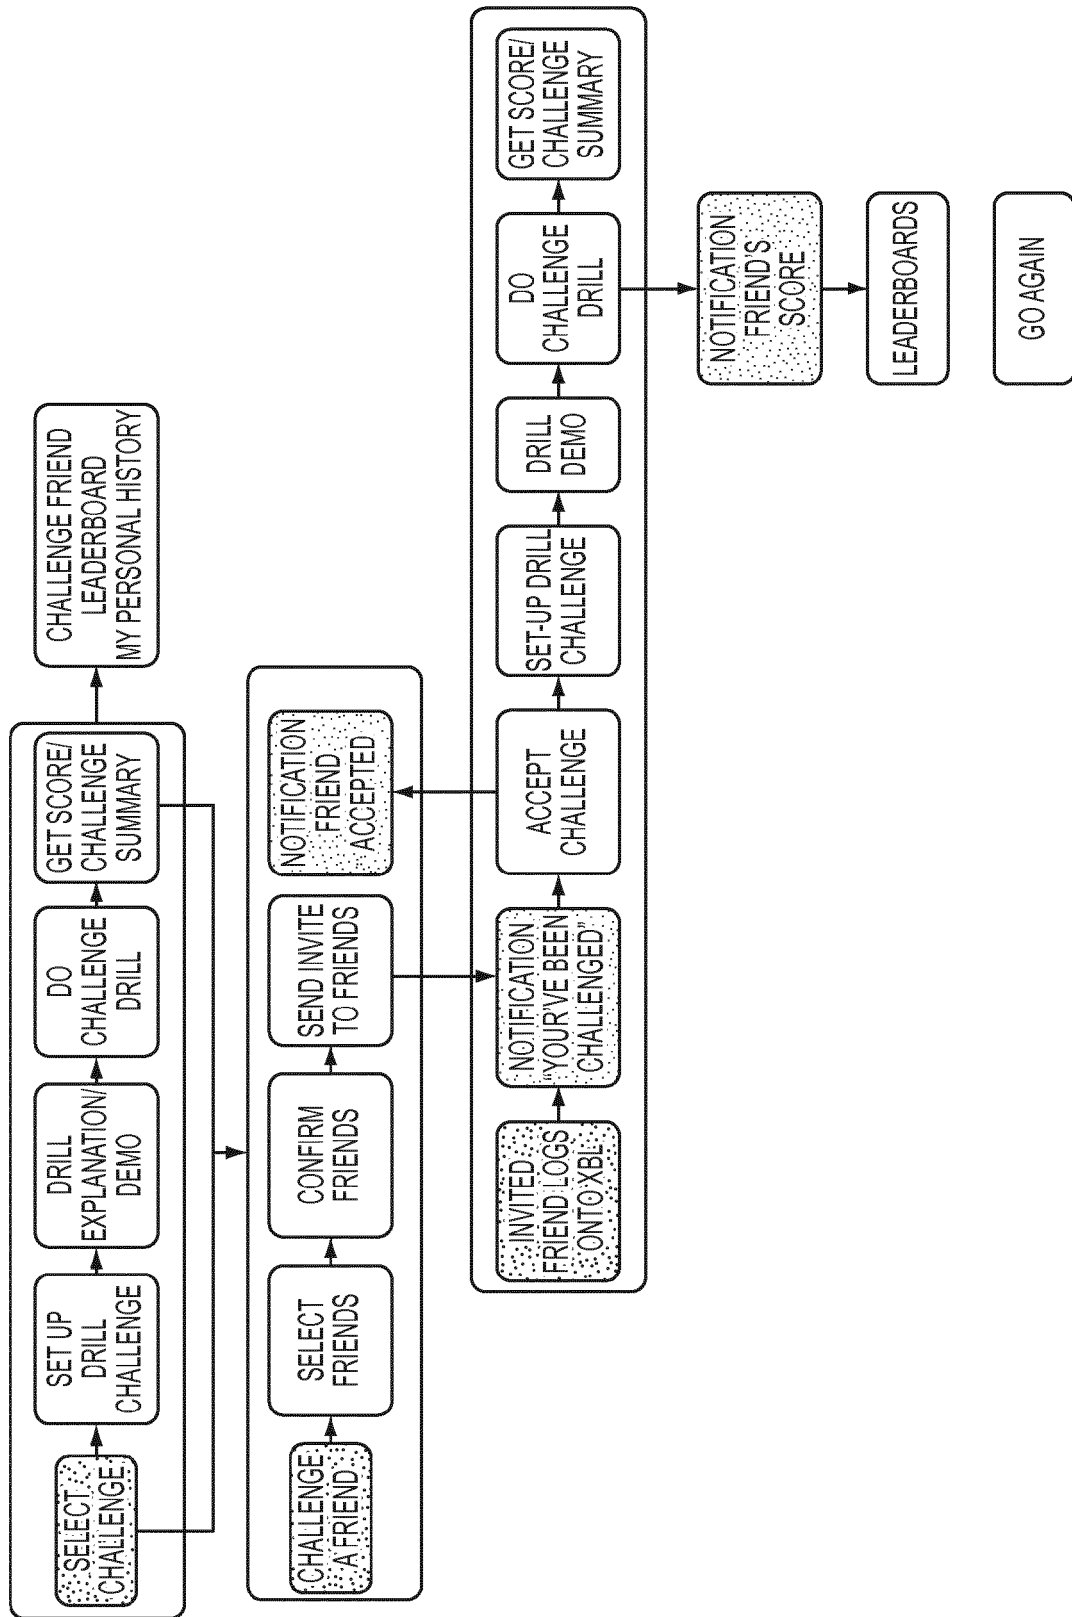 SELECT
CHALLENGE
SET UP
DRILL
CHALLENGE
DRILL
EXPLANATION/
DEMO
DO
CHALLENGE
DRILL
GET SCORE/
CHALLENGE
SUMMARY
CHALLENGE FRIEND
LEADERBOARD
MY PERSONAL HISTORY
CHALLENGE
A FRIEND
SELECT
FRIENDS
CONFIRM
FRIENDS
SEND INVITE
TO FRIENDS
NOTIFICATION
FRIEND
ACCEPTED
INVITED
FRIEND LOGS
ONTO XBL
NOTIFICATION
"YOUR'VE BEEN
CHALLENGED"
ACCEPT
CHALLENGE
SET-UP DRILL
CHALLENGE
DRILL
DEMO
DO
CHALLENGE
DRILL
GET SCORE/
CHALLENGE
SUMMARY
NOTIFICATION
FRIEND'S
SCORE
LEADERBOARDS
GO AGAIN